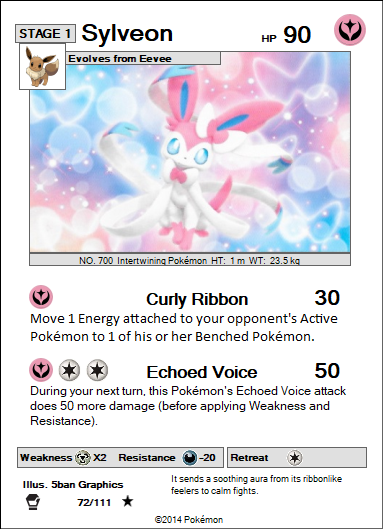 STAGE 1 Sylveon HP 90
Evolves from Eevee
NO. 700 Intertwining Pokémon HT: 1 m WT: 23.5 kg
Curly Ribbon 30
Move 1 Energy attached to your opponent's Active
Pokémon to 1 of his or her Benched Pokémon.
Echoed Voice 50
During your next turn, this Pokémon's Echoed Voice attack
does 50 more damage (before applying Weakness and
Resistance).
Weakness X2 Resistance -20 Retreat
Illus. 5ban Graphics
72/111
It sends a soothing aura from its ribbonlike
feelers to calm fights.
©2014 Pokémon